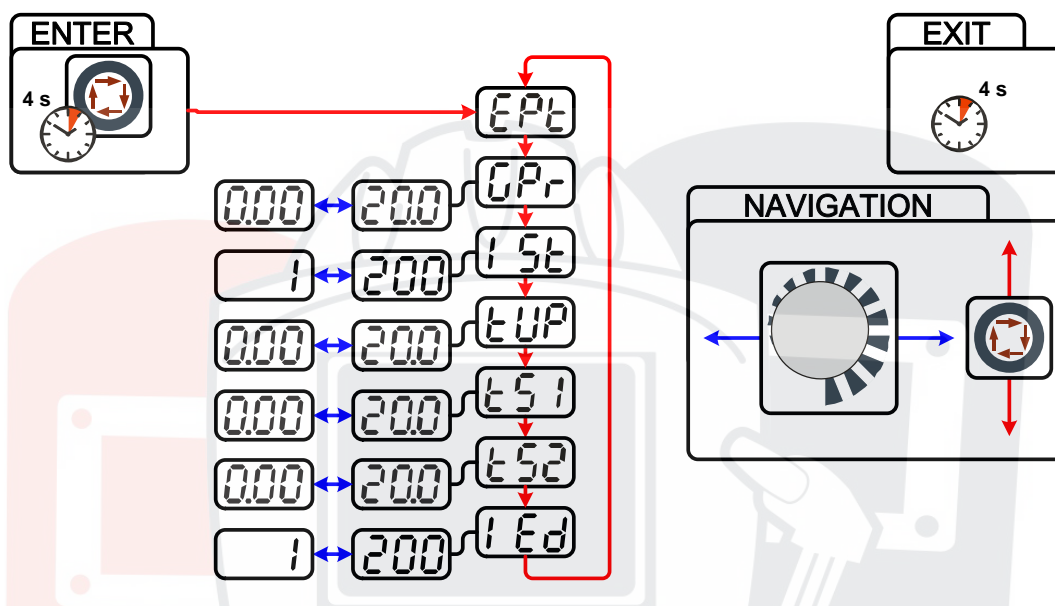 ENTER
EXIT
4 s
4 s
EPt
GPr
0.00 20.0
NAVIGATION
ISt
1 200
tUP
0.00 20.0
tS1
0.00 20.0
tS2
0.00 20.0
IEd
1 200